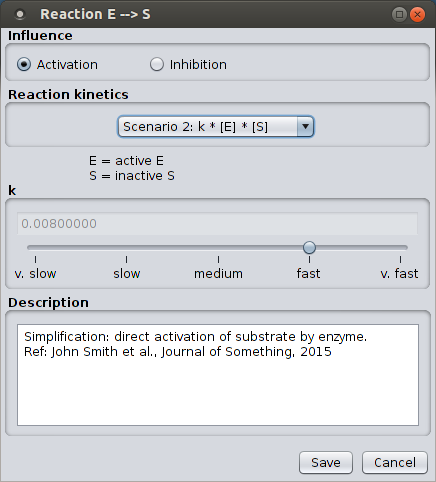 Reaction E --> S
Influence
Activation
Inhibition
Reaction kinetics
Scenario 2: k * [E] * [S]
E = active E
S = inactive S
k
0.00800000
v. slow slow medium fast v. fast
Description
Simplification: direct activation of substrate by enzyme.
Ref: John Smith et al., Journal of Something, 2015
Save Cancel